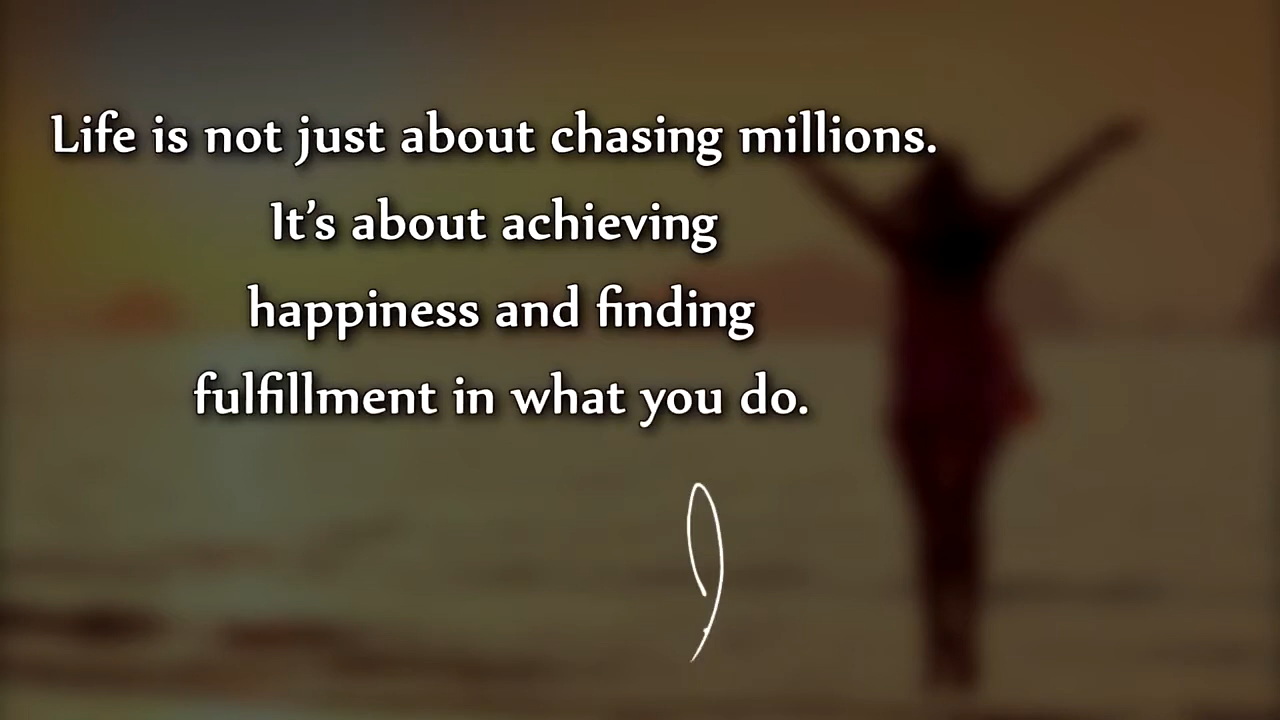 Life is not just about chasing millions.
It’s about achieving
happiness and finding
fulfillment in what you do.